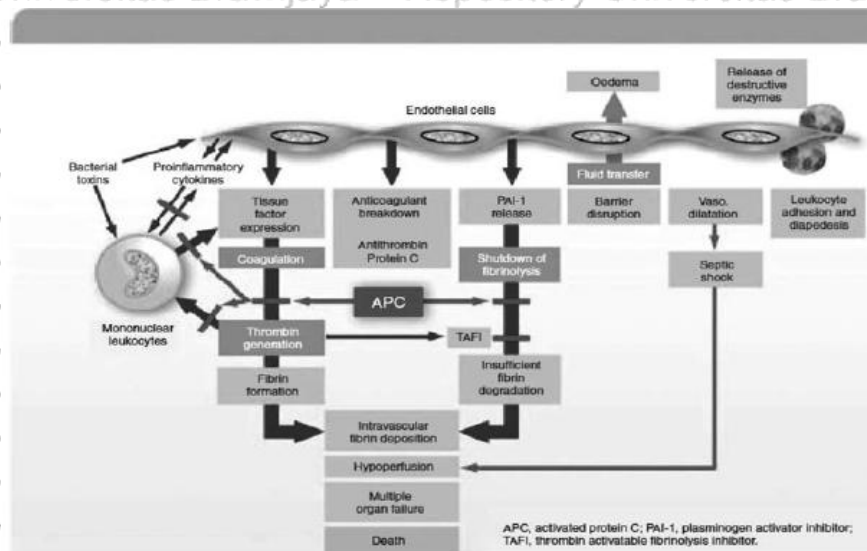 Oedema
Release of
destructive
enzymes
Endothelial cells
Bacterial
toxins
Proinflammatory
cytokines
Fluid transfer
Tissue
factor
expression
Anticoagulant
breakdown
Antithrombin
Protein C
PAI-1
release
Barrier
disruption
Vaso.
dilatation
Leukocyte
adhesion and
diapedesis
Coagulation
Shutdown of
fibrinolysis
Septic
shock
APC
Mononuclear
leukocytes
Thrombin
generation
TAFI
Fibrin
formation
Insufficient
fibrin
degradation
Intravascular
fibrin deposition
Hypoperfusion
Multiple
organ failure
Death
APC, activated protein C; PAI-1, plasminogen activator inhibitor;
TAFI, thrombin activatable fibrinolysis inhibitor.